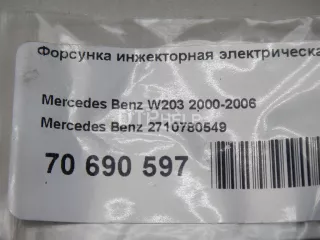 Форсунка инжекторная электрическа
Mercedes Benz W203 2000-2006
Mercedes Benz 2710780549
70 690 597